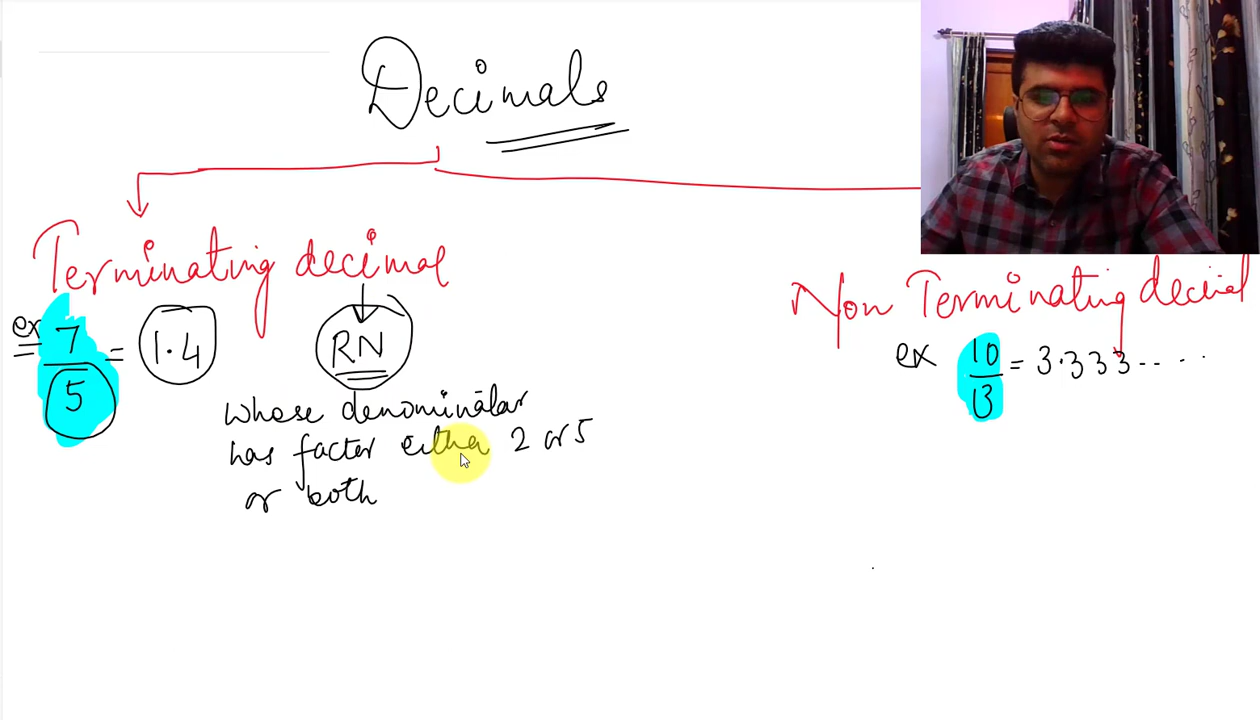 Decimals
Terminating decimal
ex 7/5 = 1.4
RN
whose denominator
has factor either 2 or 5
or both
Non Terminating decimal
ex 10/13 = 3.333-- - -